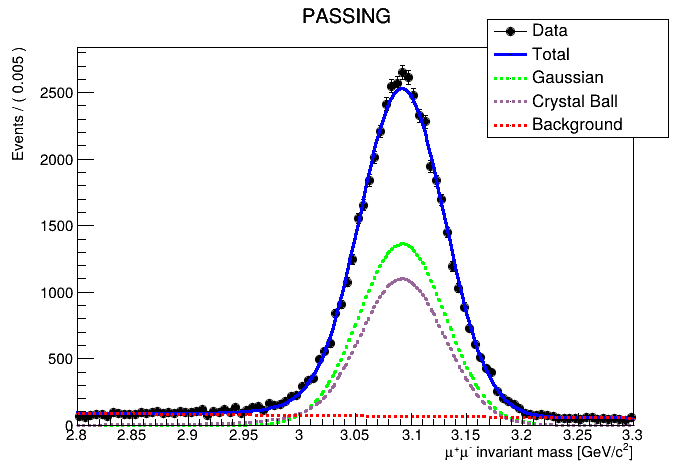 PASSING
Data
Total
Gaussian
Crystal Ball
Background
Events / ( 0.005 )
2500
2000
1500
1000
500
0
2.8 2.85 2.9 2.95 3 3.05 3.1 3.15 3.2 3.25 3.3
μ⁺μ⁻ invariant mass [GeV/c²]